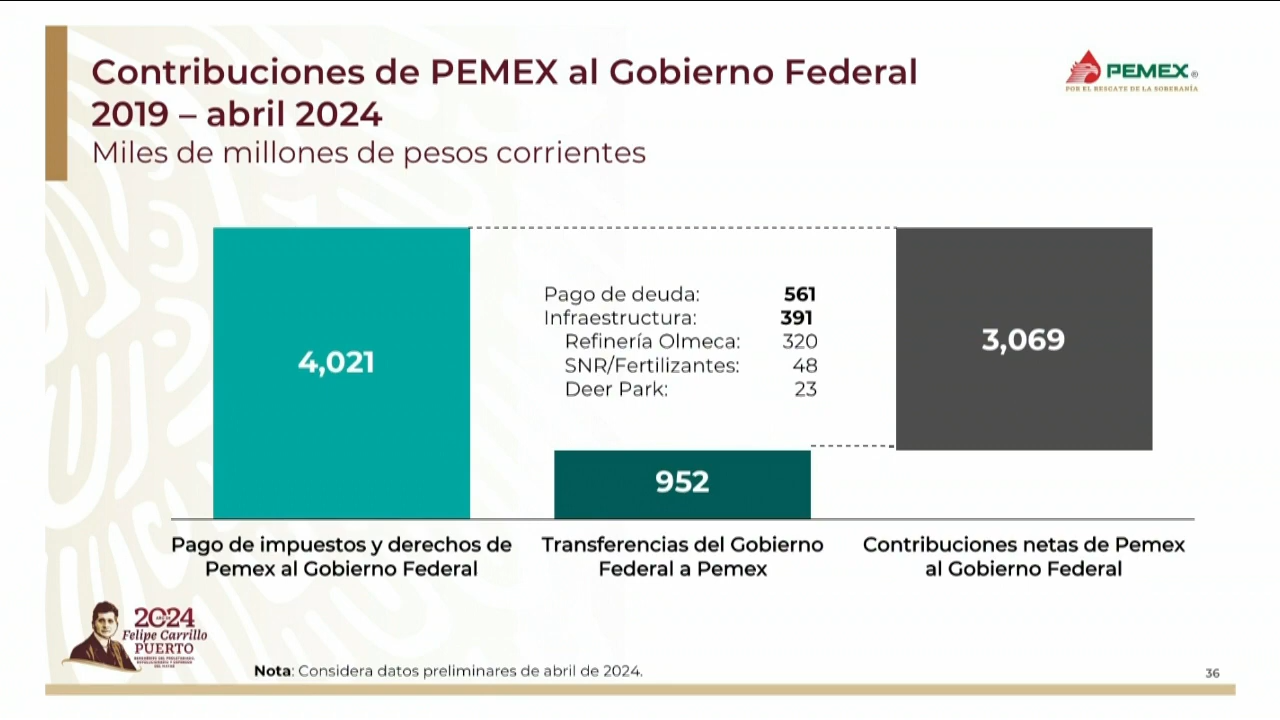 Contribuciones de PEMEX al Gobierno Federal
2019 – abril 2024
Miles de millones de pesos corrientes
PEMEX®
POR EL RESCATE DE LA SOBERANÍA
Pago de deuda: 561
Infraestructura: 391
Refinería Olmeca: 320
SNR/Fertilizantes: 48
Deer Park: 23
4,021
3,069
952
Pago de impuestos y derechos de
Pemex al Gobierno Federal
Transferencias del Gobierno
Federal a Pemex
Contribuciones netas de Pemex
al Gobierno Federal
2024
Felipe Carrillo
PUERTO
Nota: Considera datos preliminares de abril de 2024.
36